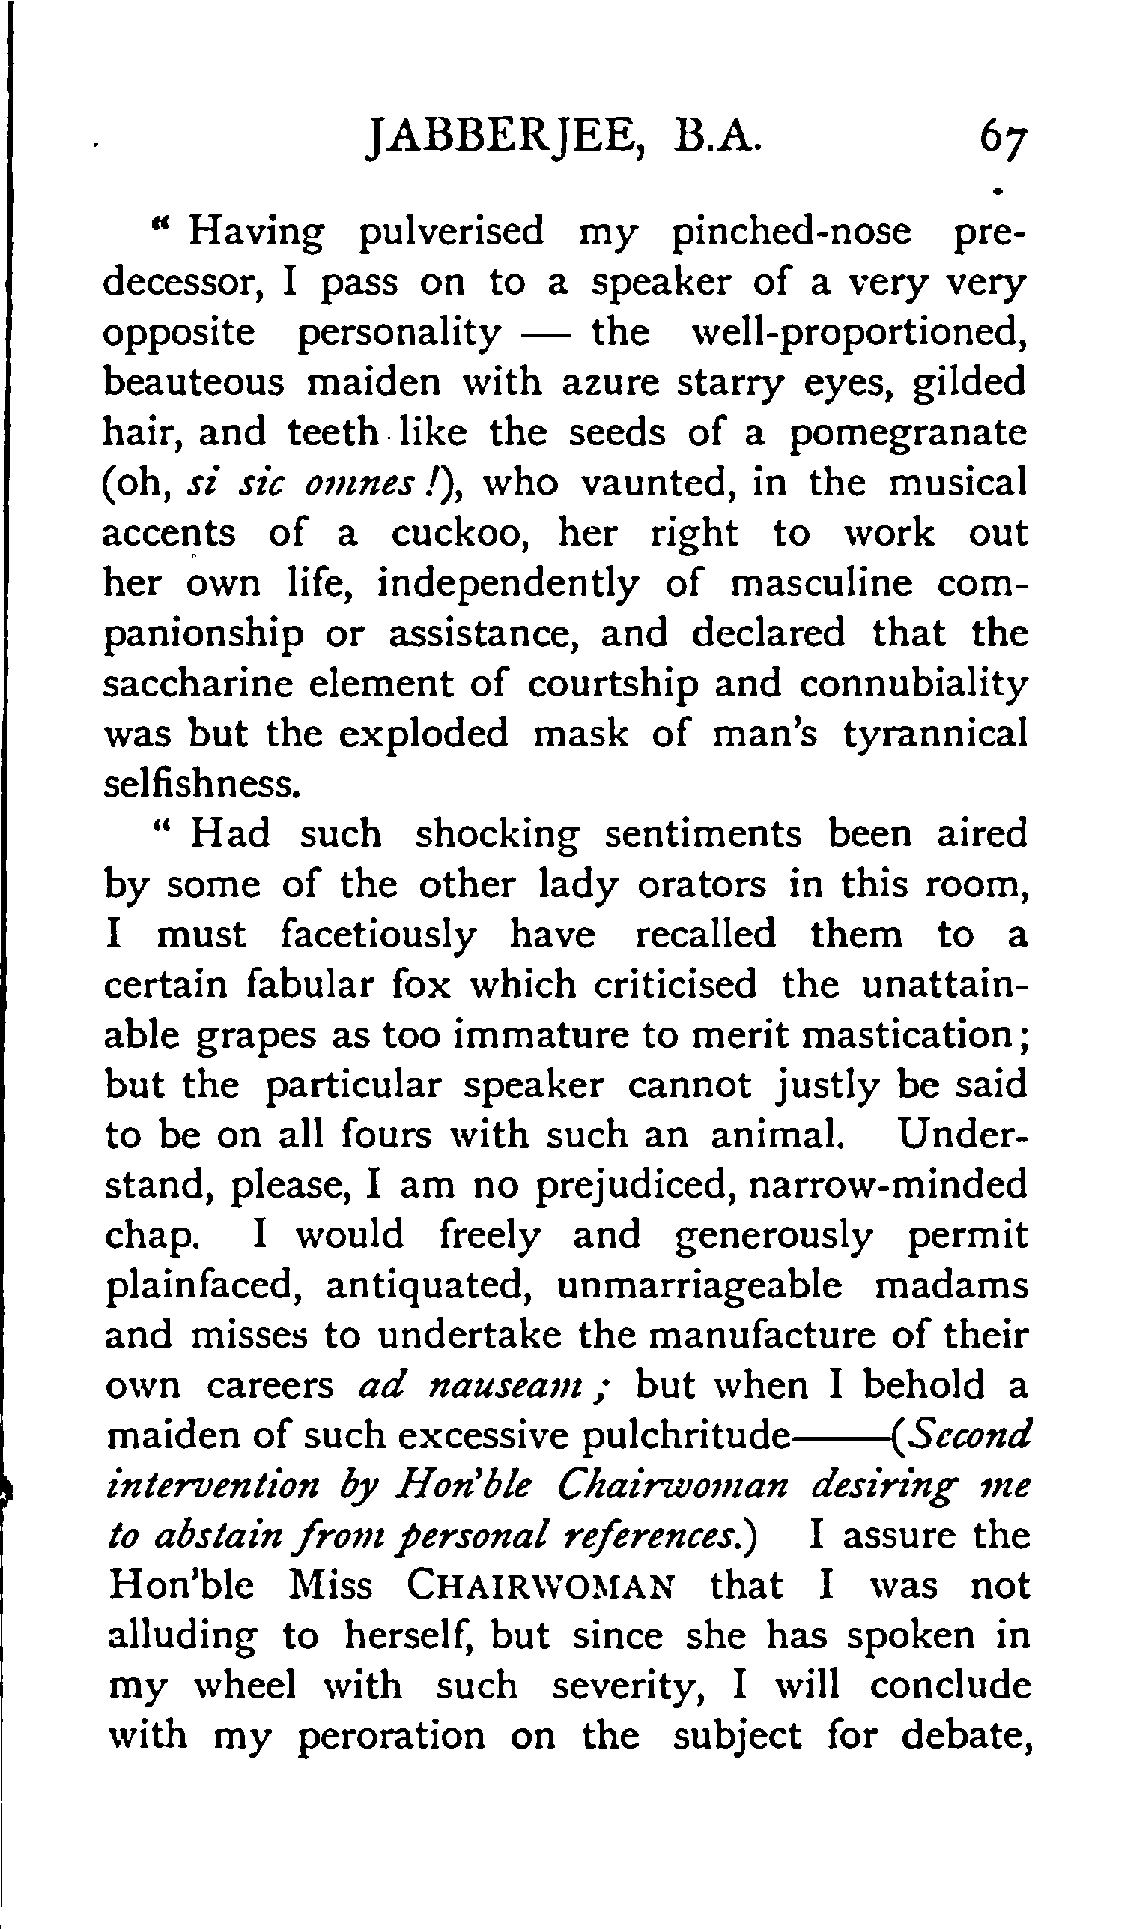 JABBERJEE, B.A. 67
“ Having pulverised my pinched-nose pre-
decessor, I pass on to a speaker of a very very
opposite personality — the well-proportioned,
beauteous maiden with azure starry eyes, gilded
hair, and teeth like the seeds of a pomegranate
(oh, si sic omnes !), who vaunted, in the musical
accents of a cuckoo, her right to work out
her own life, independently of masculine com-
panionship or assistance, and declared that the
saccharine element of courtship and connubiality
was but the exploded mask of man's tyrannical
selfishness.
“ Had such shocking sentiments been aired
by some of the other lady orators in this room,
I must facetiously have recalled them to a
certain fabular fox which criticised the unattain-
able grapes as too immature to merit mastication ;
but the particular speaker cannot justly be said
to be on all fours with such an animal. Under-
stand, please, I am no prejudiced, narrow-minded
chap. I would freely and generously permit
plainfaced, antiquated, unmarriageable madams
and misses to undertake the manufacture of their
own careers ad nauseam ; but when I behold a
maiden of such excessive pulchritude——(Second
intervention by Hon'ble Chairwoman desiring me
to abstain from personal references.) I assure the
Hon'ble Miss CHAIRWOMAN that I was not
alluding to herself, but since she has spoken in
my wheel with such severity, I will conclude
with my peroration on the subject for debate,